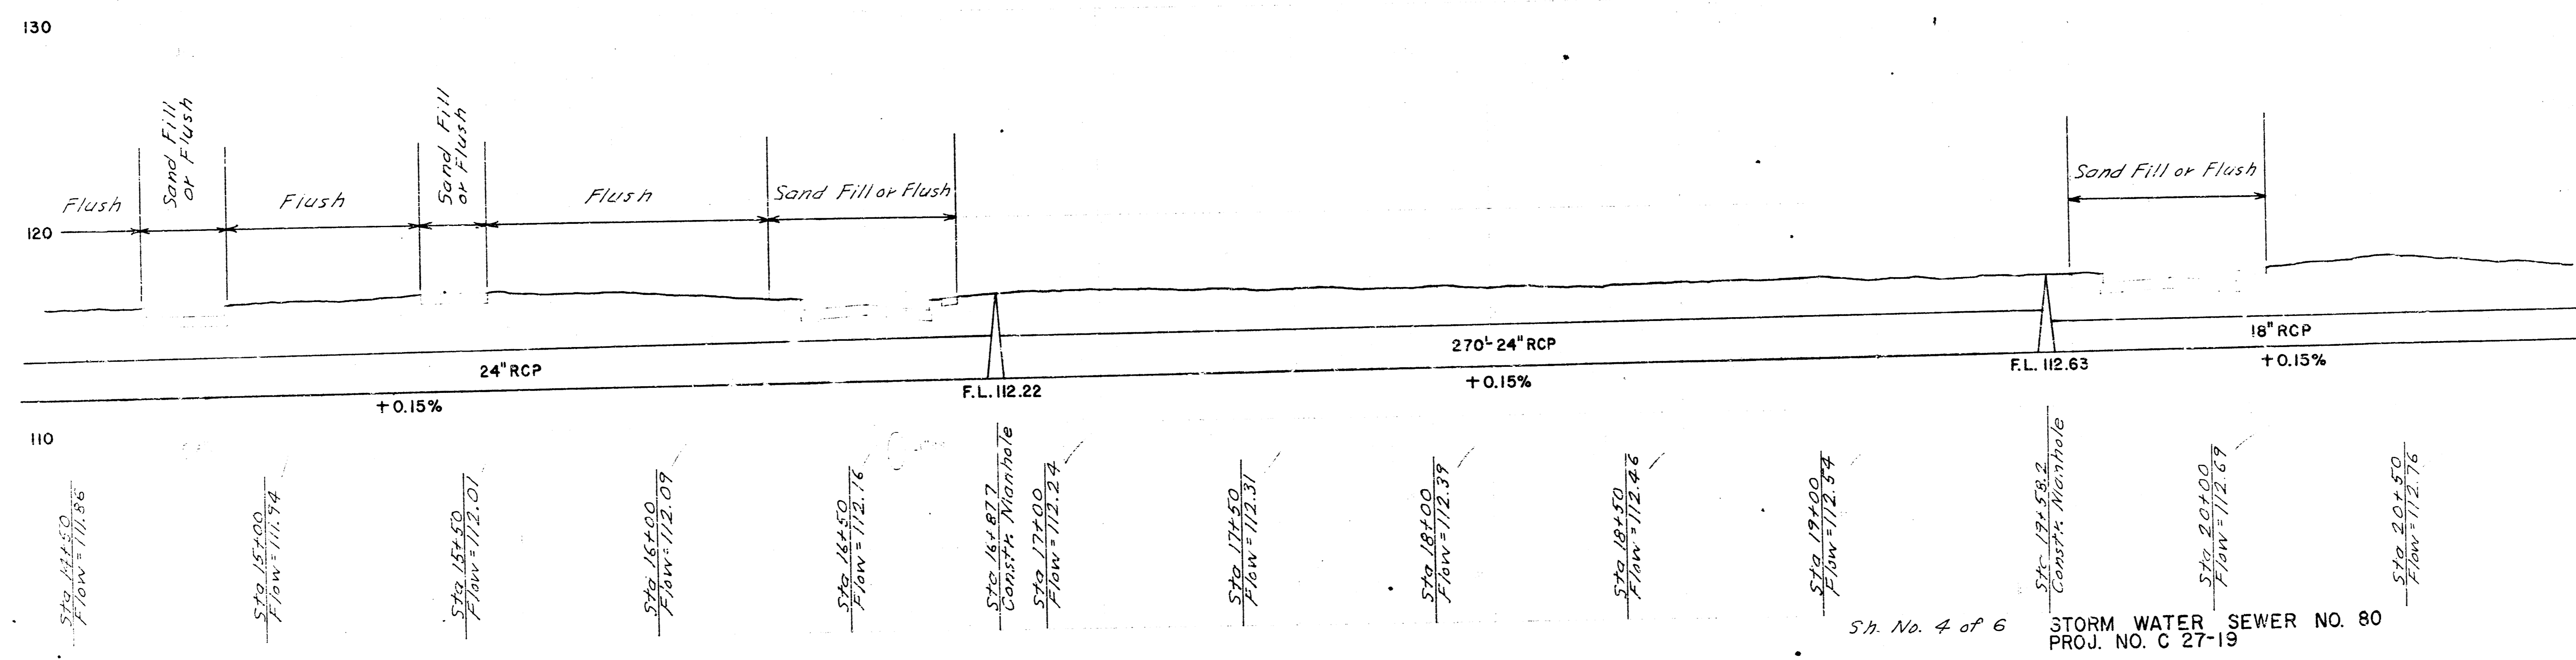 130
Sand Fill
or Flush
Sand Fill
or Flush
Flush
Flush
Flush
Sand Fill or Flush
Sand Fill or Flush
120
24" RCP
270'-24" RCP
18" RCP
+0.15%
F.L. 112.22
+0.15%
F.L. 112.63
+0.15%
110
Sta 14+50
Flow=111.86
Sta 15+00
Flow=111.94
Sta 15+50
Flow=112.01
Sta 16+00
Flow=112.09
Sta 16+50
Flow=112.16
Sta 16+87.7
Constr. Manhole
Sta 17+00
Flow=112.24
Sta 17+50
Flow=112.31
Sta 18+00
Flow=112.39
Sta 18+50
Flow=112.46
Sta 19+00
Flow=112.54
Sta 19+58.2
Constr. Manhole
Sta 20+00
Flow=112.69
Sta 20+50
Flow=112.76
Sh. No. 4 of 6
STORM WATER SEWER NO. 80
PROJ. NO. C 27-19